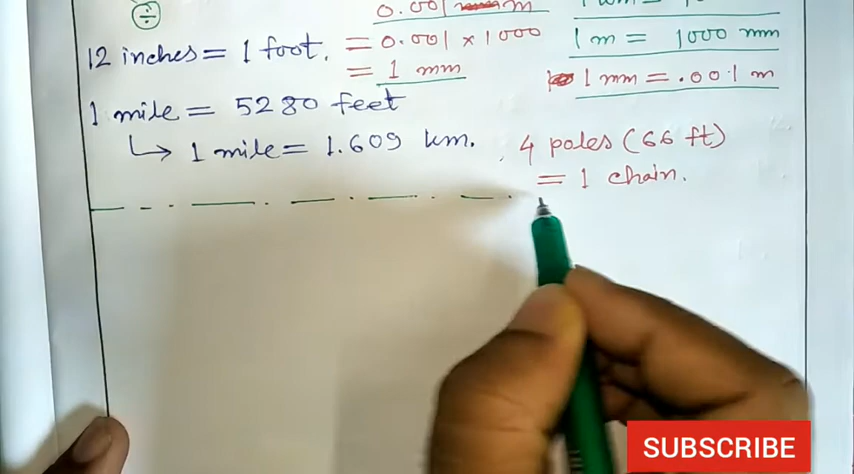 ÷
0.001 m
= 0.001 x 1000
= 1 mm
1 m = 1000 mm
1 mm = .001 m
12 inches = 1 foot.
1 mile = 5280 feet
↳ 1 mile = 1.609 km.
4 poles (66 ft)
= 1 chain.
SUBSCRIBE